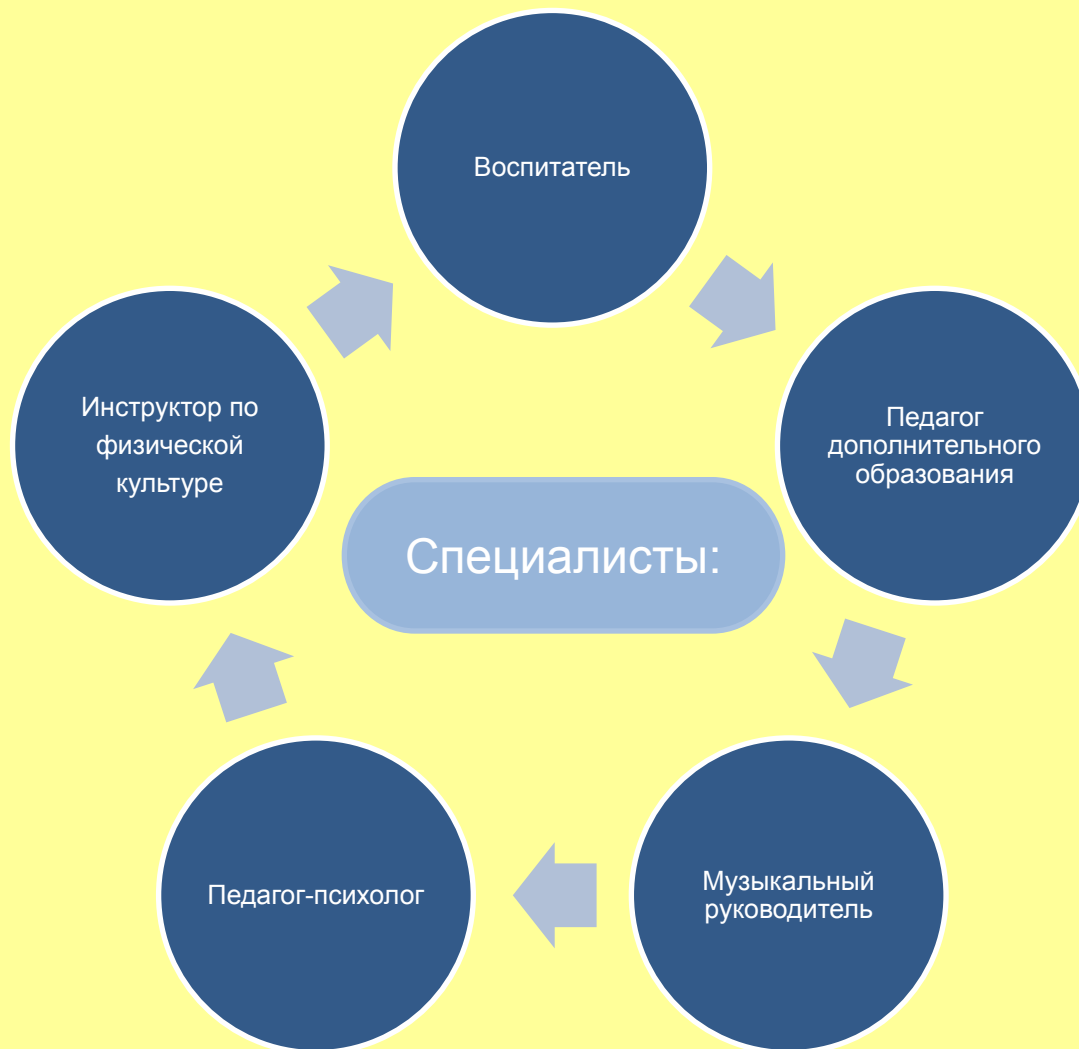 Воспитатель
Инструктор по
физической
культуре
Педагог
дополнительного
образования
Специалисты:
Педагог-психолог
Музыкальный
руководитель